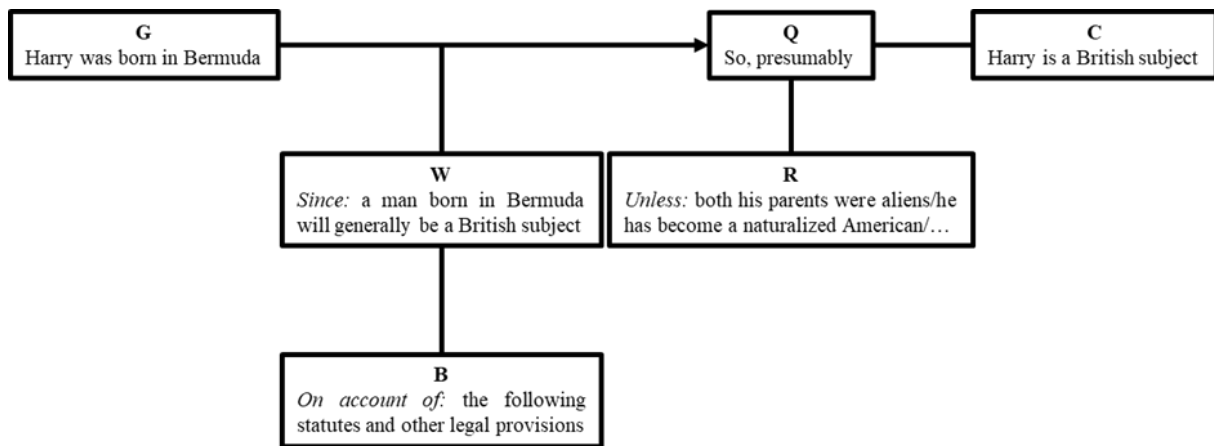 G
Harry was born in Bermuda
Q
So, presumably
C
Harry is a British subject
W
Since: a man born in Bermuda
will generally be a British subject
R
Unless: both his parents were aliens/he
has become a naturalized American/…
B
On account of: the following
statutes and other legal provisions